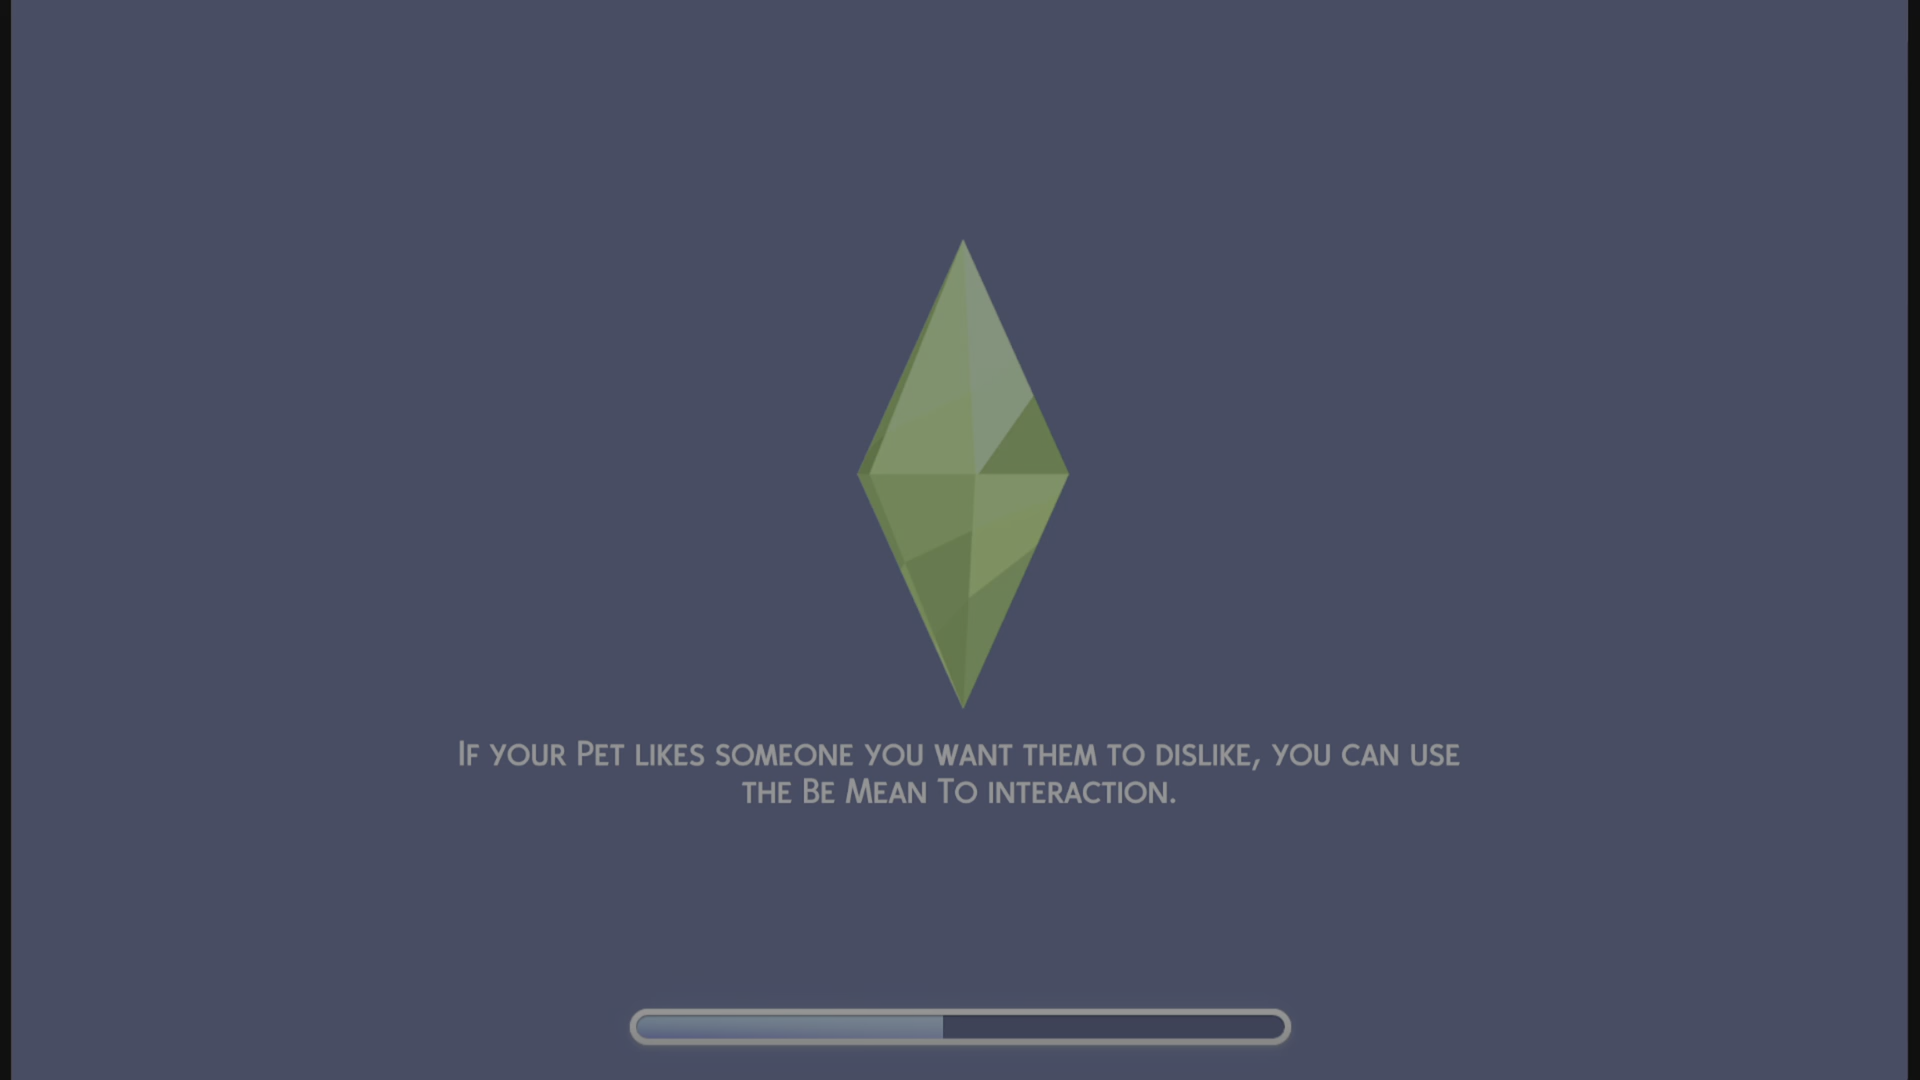 If your Pet likes someone you want them to dislike, you can use
the Be Mean To interaction.